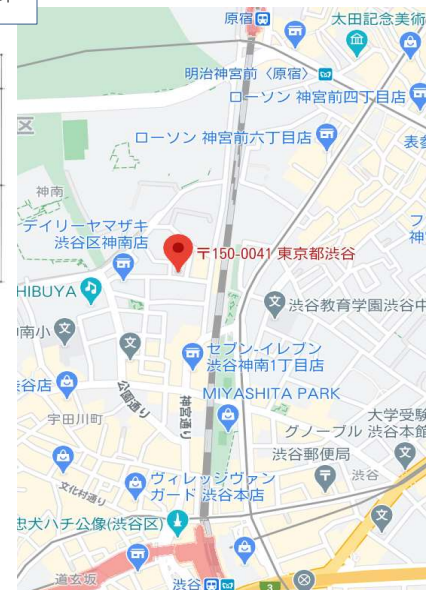 原宿
太田記念美術
明治神宮前〈原宿〉
ローソン 神宮前四丁目店
ローソン 神宮前六丁目店
表参
区
神南
デイリーヤマザキ
渋谷区神南店
〒150-0041 東京都渋谷
HIBUYA
渋谷教育学園渋谷中
南小
セブン-イレブン
渋谷神南1丁目店
谷店
公園通り
神宮通り
MIYASHITA PARK
宇田川町
大学受験
グノーブル 渋谷本館
渋谷郵便局
渋谷
ヴィレッジヴァン
ガード 渋谷本店
文化村通り
忠犬ハチ公像(渋谷区)
道玄坂
渋谷
3